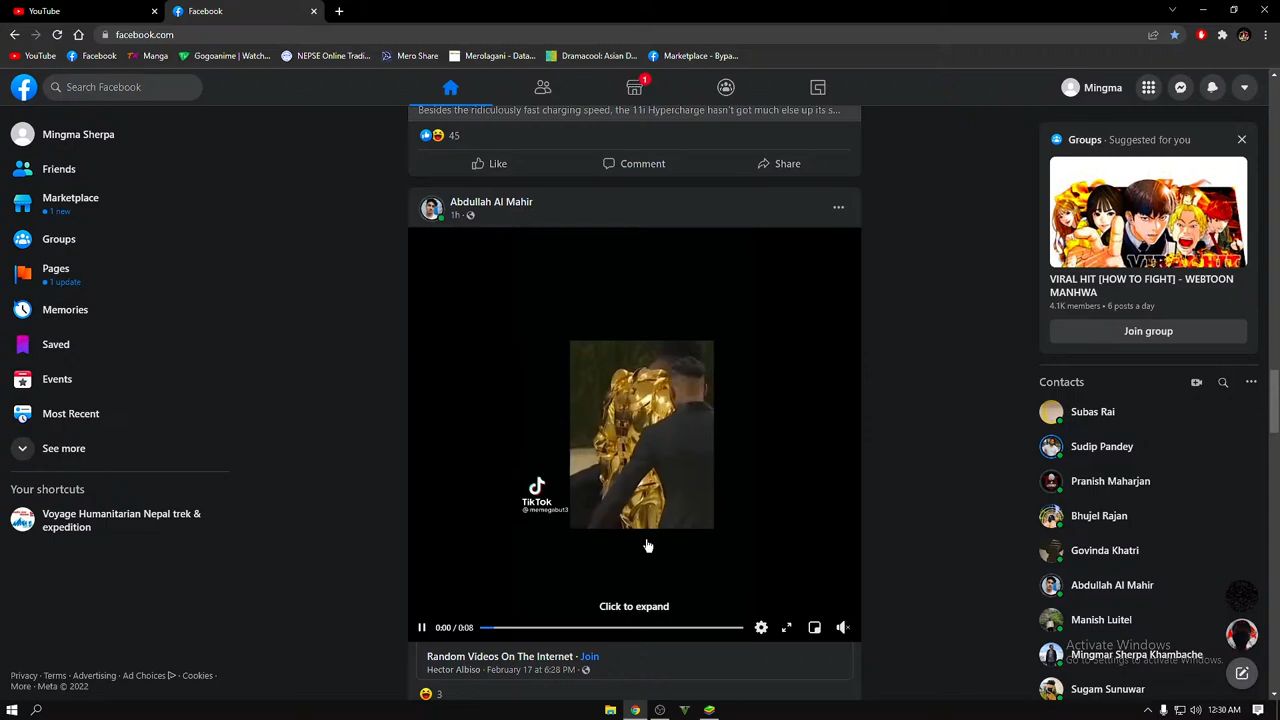 YouTube
Facebook
facebook.com
YouTube
Facebook
Manga
Gogoanime | Watch...
NEPSE Online Tradi...
Mero Share
Merolagani - Data...
Dramacool: Asian D...
Marketplace - Bypa...
Search Facebook
1
Mingma
Mingma Sherpa
Friends
Marketplace
1 new
Groups
Pages
1 update
Memories
Saved
Events
Most Recent
See more
Your shortcuts
Voyage Humanitarian Nepal trek &
expedition
Privacy · Terms · Advertising · Ad Choices · Cookies ·
More · Meta © 2022
Besides the ridiculously fast charging speed, the 11i Hypercharge hasn't got much else up its s...
45
Like
Comment
Share
Abdullah Al Mahir
1h ·
TikTok
@memegabut3
Click to expand
0:00 / 0:08
Random Videos On The Internet · Join
Hector Albiso · February 17 at 6:28 PM ·
3
Groups · Suggested for you
VIRAL HIT
VIRAL HIT [HOW TO FIGHT] - WEBTOON
MANHWA
4.1K members • 6 posts a day
Join group
Contacts
Subas Rai
Sudip Pandey
Pranish Maharjan
Bhujel Rajan
Govinda Khatri
Abdullah Al Mahir
Manish Luitel
Activate Windows
Mingmar Sherpa Khambache
Go to Settings to activate Windows.
Sugam Sunuwar
12:30 AM